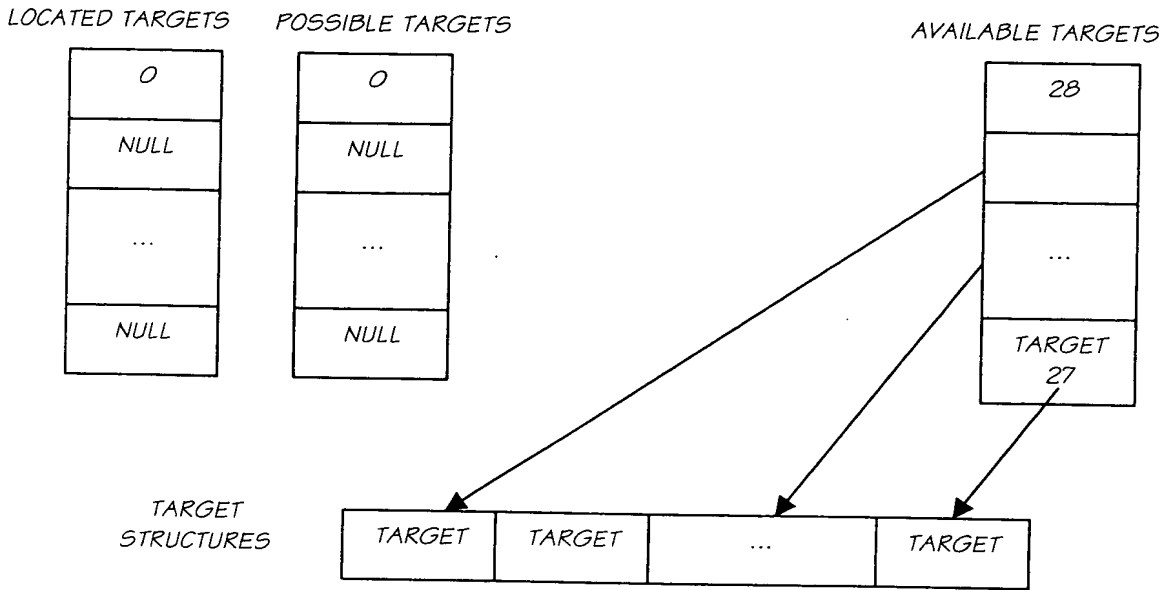 LOCATED TARGETS
POSSIBLE TARGETS
AVAILABLE TARGETS
0
NULL
...
NULL
0
NULL
...
NULL
28
...
TARGET
27
TARGET
STRUCTURES
TARGET
TARGET
...
TARGET